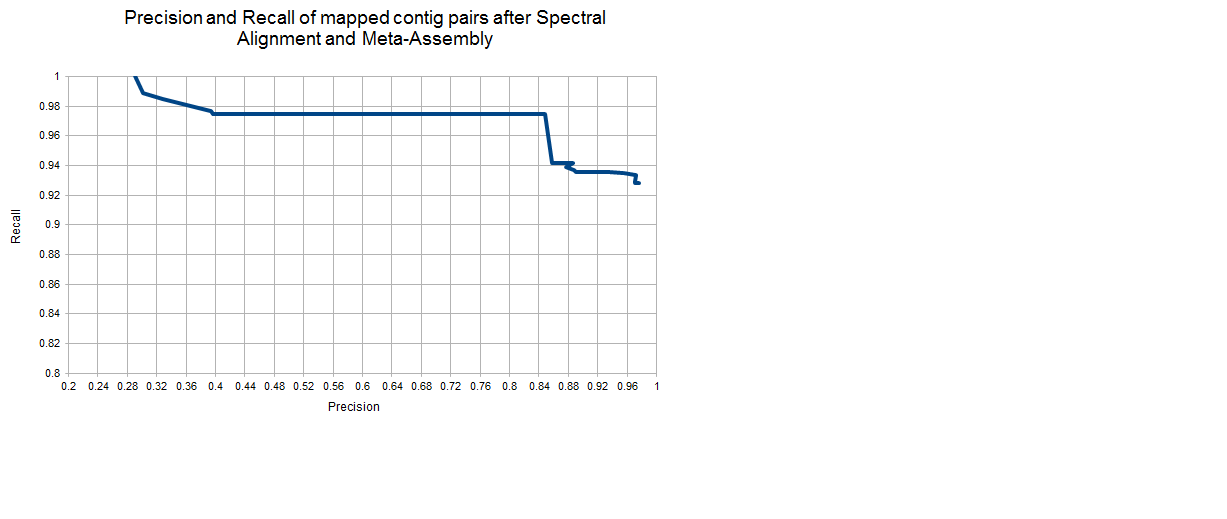 Precision and Recall of mapped contig pairs after Spectral
Alignment and Meta-Assembly
1
0.98
0.96
0.94
0.92
0.9
0.88
0.86
0.84
0.82
0.8
Recall
0.2 0.24 0.28 0.32 0.36 0.4 0.44 0.48 0.52 0.56 0.6 0.64 0.68 0.72 0.76 0.8 0.84 0.88 0.92 0.96 1
Precision